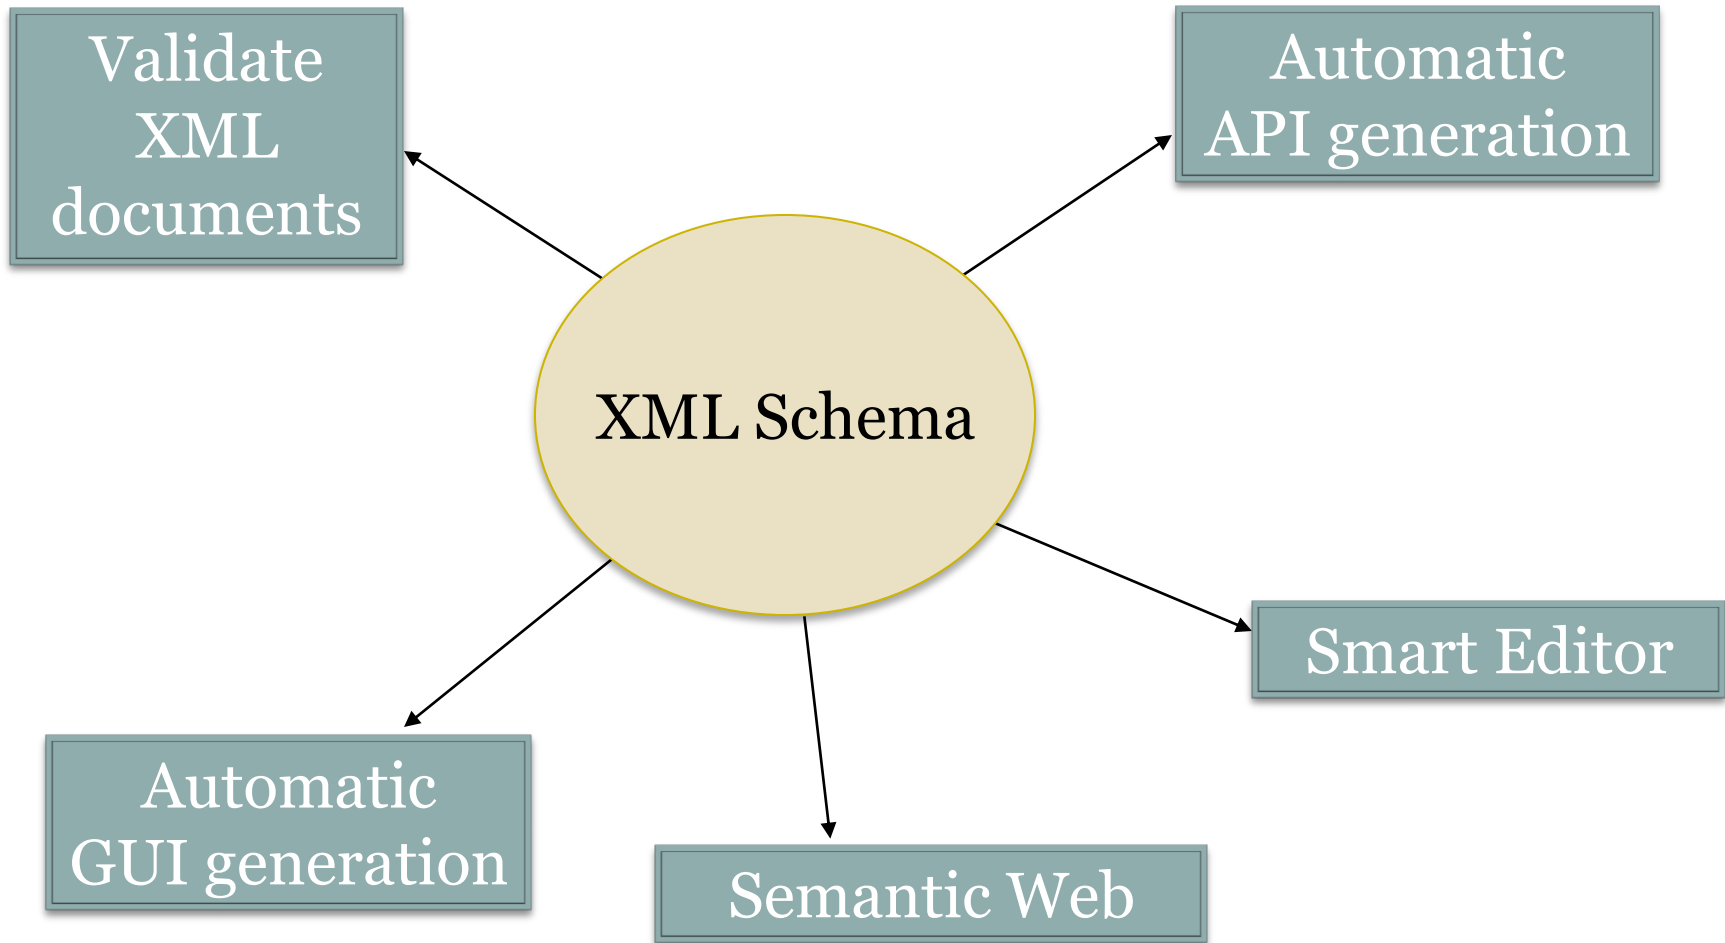 Validate
XML
documents
Automatic
API generation
XML Schema
Smart Editor
Automatic
GUI generation
Semantic Web